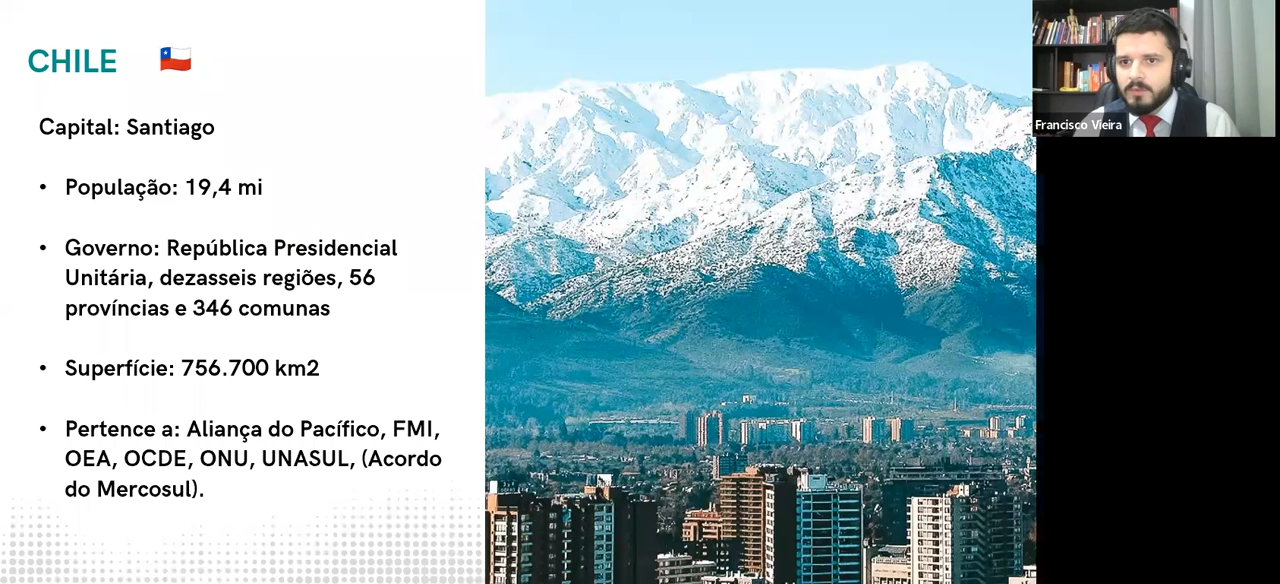 CHILE
Capital: Santiago
• População: 19,4 mi
• Governo: República Presidencial
Unitária, dezasseis regiões, 56
províncias e 346 comunas
• Superfície: 756.700 km2
• Pertence a: Aliança do Pacífico, FMI,
OEA, OCDE, ONU, UNASUL, (Acordo
do Mercosul).
Francisco Vieira